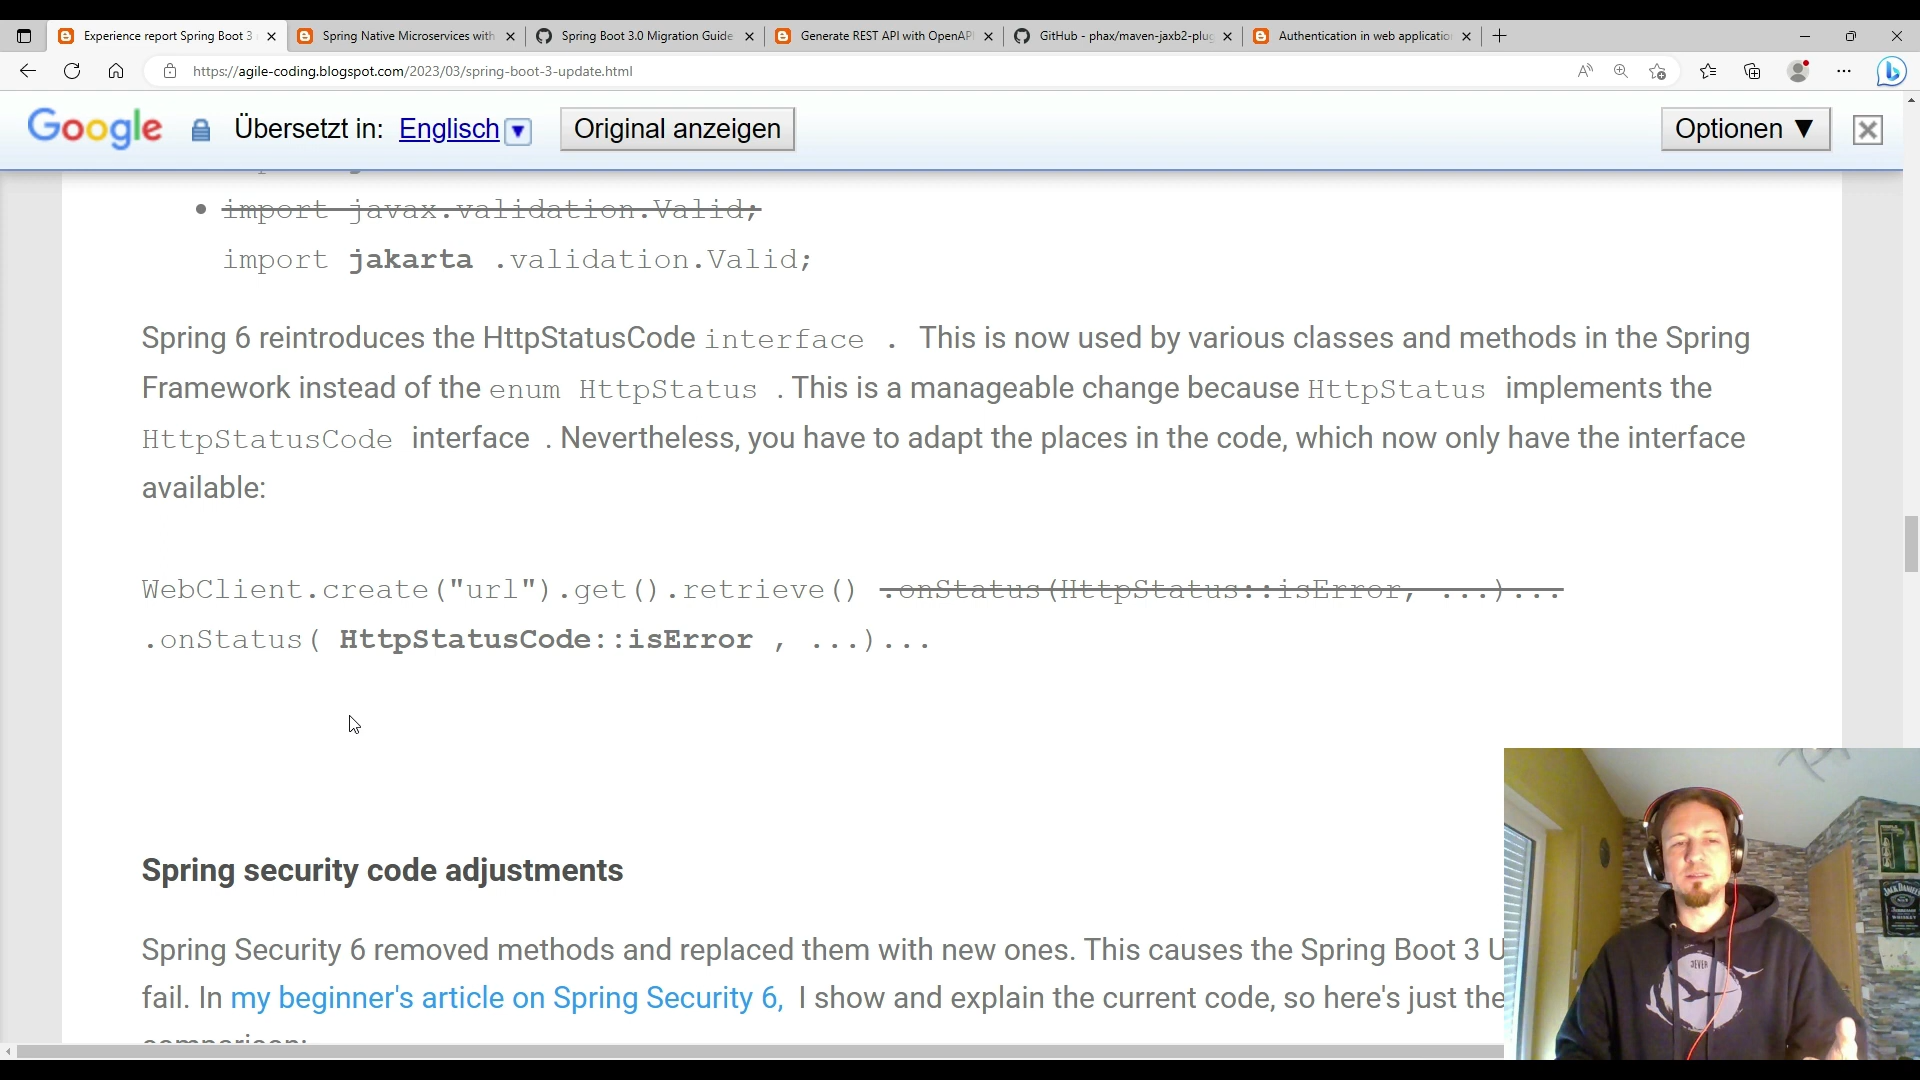 Experience report Spring Boot 3
Spring Native Microservices with
Spring Boot 3.0 Migration Guide
Generate REST API with OpenAP
GitHub - phax/maven-jaxb2-plug
Authentication in web applicatio
https://agile-coding.blogspot.com/2023/03/spring-boot-3-update.html
Google Übersetzt in: Englisch ▼ Original anzeigen Optionen ▼
• import javax.validation.Valid;
import jakarta .validation.Valid;
Spring 6 reintroduces the HttpStatusCode interface . This is now used by various classes and methods in the Spring
Framework instead of the enum HttpStatus . This is a manageable change because HttpStatus implements the
HttpStatusCode interface . Nevertheless, you have to adapt the places in the code, which now only have the interface
available:
WebClient.create("url").get().retrieve() .onStatus(HttpStatus::isError, ...)...
.onStatus( HttpStatusCode::isError , ...)...
Spring security code adjustments
Spring Security 6 removed methods and replaced them with new ones. This causes the Spring Boot 3 U
fail. In my beginner's article on Spring Security 6, I show and explain the current code, so here's just the
comparison:
JACK DANIEL'S
WHISKEY